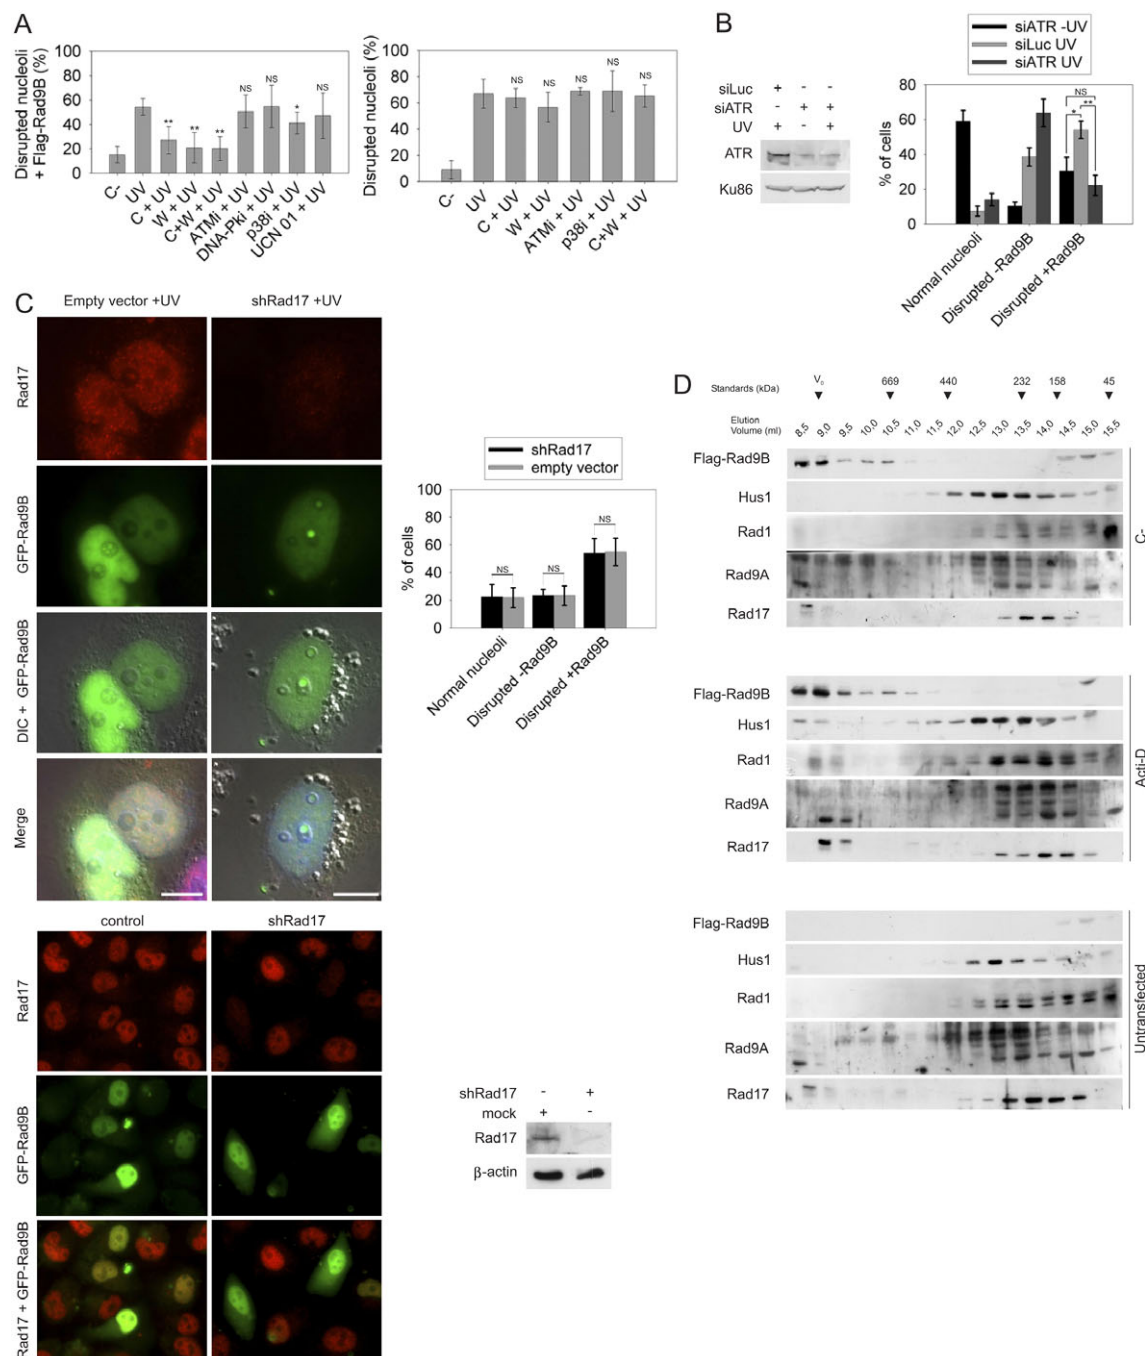 A
Disrupted nucleoli
+ Flag-Rad9B (%)
100
80
60
40
20
0
**
**
**
NS
NS
*
NS
C-
UV
C + UV
W + UV
C+W + UV
ATMi + UV
DNA-Pki + UV
p38i + UV
UCN 01 + UV
Disrupted nucleoli (%)
100
80
60
40
20
0
NS
NS
NS
NS
NS
C-
UV
C + UV
W + UV
ATMi + UV
p38i + UV
C+W + UV
B
siLuc + - -
siATR - + +
UV + - +
ATR
Ku86
siATR -UV
siLuc UV
siATR UV
% of cells
80
60
40
20
0
NS
*
**
Normal nucleoli
Disrupted -Rad9B
Disrupted +Rad9B
C
Empty vector +UV
shRad17 +UV
Rad17
GFP-Rad9B
DIC + GFP-Rad9B
Merge
shRad17
empty vector
% of cells
100
80
60
40
20
0
NS
NS
NS
Normal nucleoli
Disrupted -Rad9B
Disrupted +Rad9B
control
shRad17
Rad17
GFP-Rad9B
Rad17 + GFP-Rad9B
shRad17 - +
mock + -
Rad17
β-actin
D
Standards (kDa) V0 669 440 232 158 45
Elution
Volume (ml) 8,5 9,0 9,5 10,0 10,5 11,0 11,5 12,0 12,5 13,0 13,5 14,0 14,5 15,0 15,5
Flag-Rad9B
Hus1
Rad1
Rad9A
Rad17
C-
Flag-Rad9B
Hus1
Rad1
Rad9A
Rad17
Acti-D
Flag-Rad9B
Hus1
Rad1
Rad9A
Rad17
Untransfected